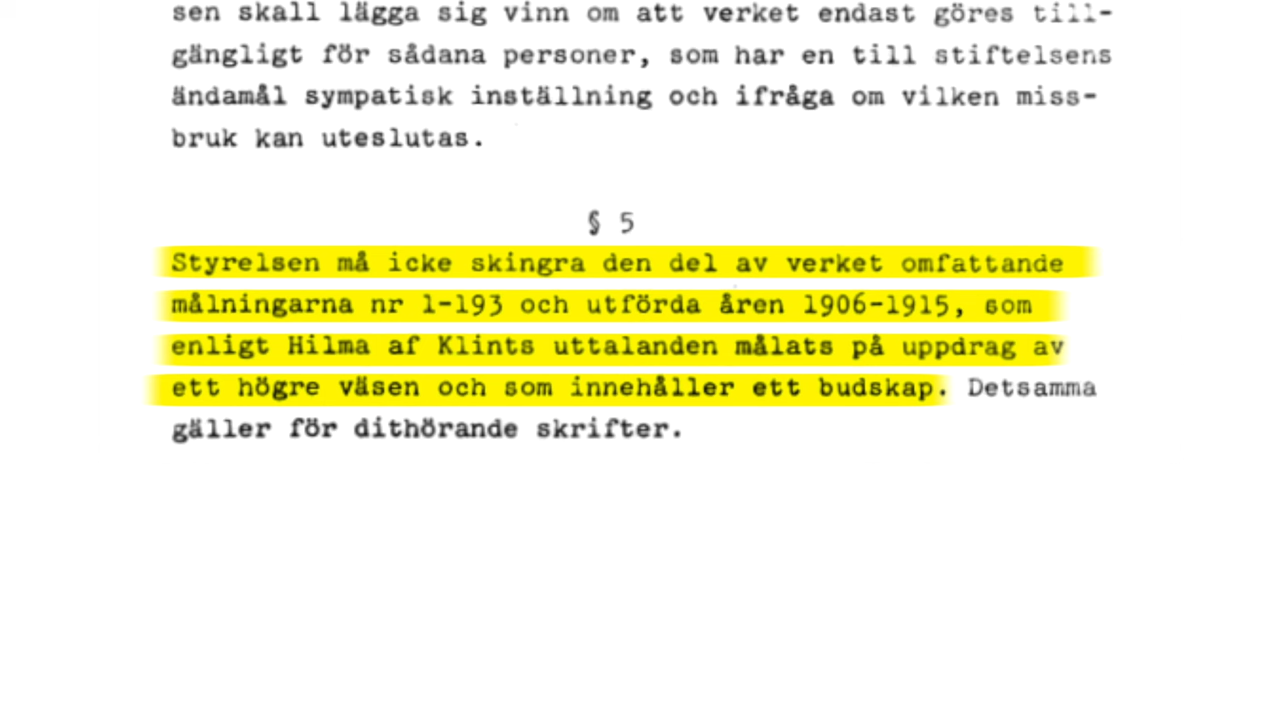 sen skall lägga sig vinn om att verket endast göres till-
gängligt för sådana personer, som har en till stiftelsens
ändamål sympatisk inställning och ifråga om vilken miss-
bruk kan uteslutas.
§ 5
Styrelsen må icke skingra den del av verket omfattande
målningarna nr 1-193 och utförda åren 1906-1915, som
enligt Hilma af Klints uttalanden målats på uppdrag av
ett högre väsen och som innehåller ett budskap. Detsamma
gäller för dithörande skrifter.